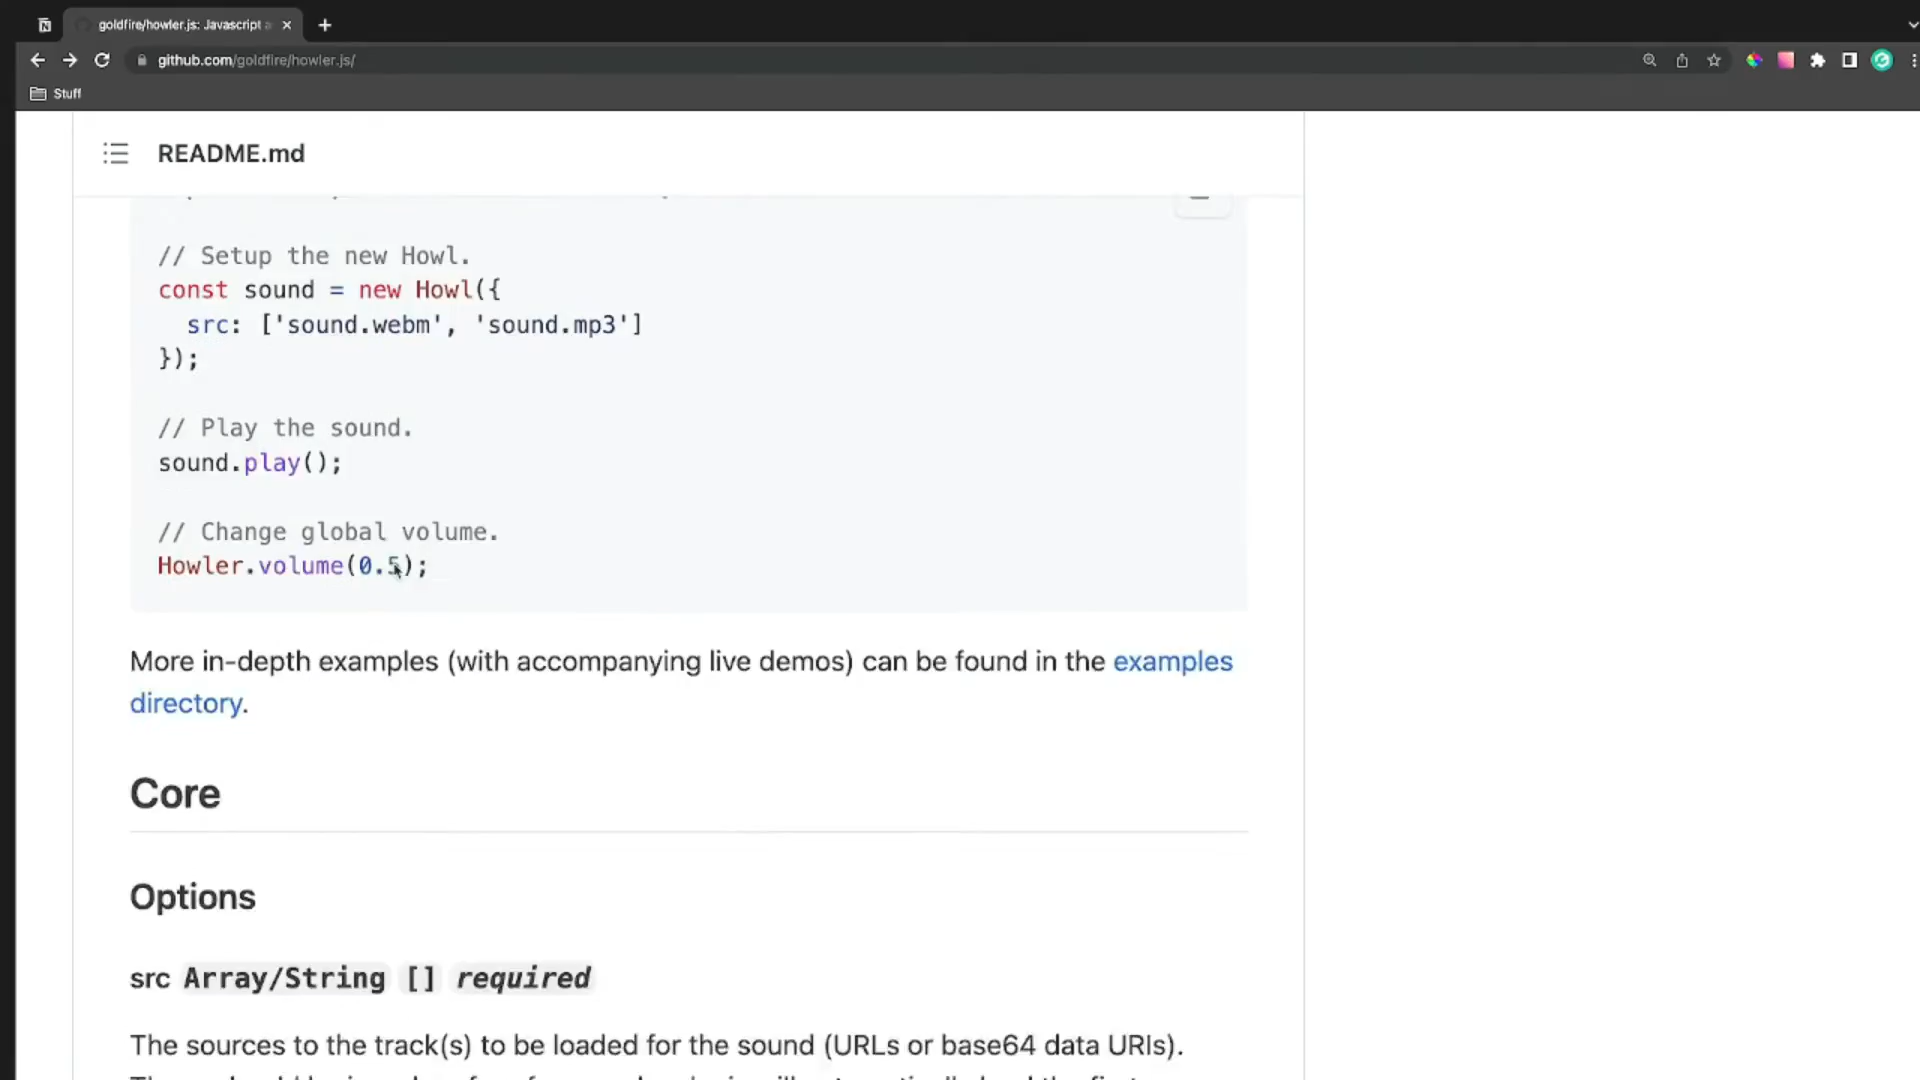 goldfire/howler.js: Javascript a
github.com/goldfire/howler.js/
Stuff
README.md
// Setup the new Howl.
const sound = new Howl({
  src: ['sound.webm', 'sound.mp3']
});
// Play the sound.
sound.play();
// Change global volume.
Howler.volume(0.5);
More in-depth examples (with accompanying live demos) can be found in the examples
directory.
Core
Options
src Array/String [] required
The sources to the track(s) to be loaded for the sound (URLs or base64 data URIs).